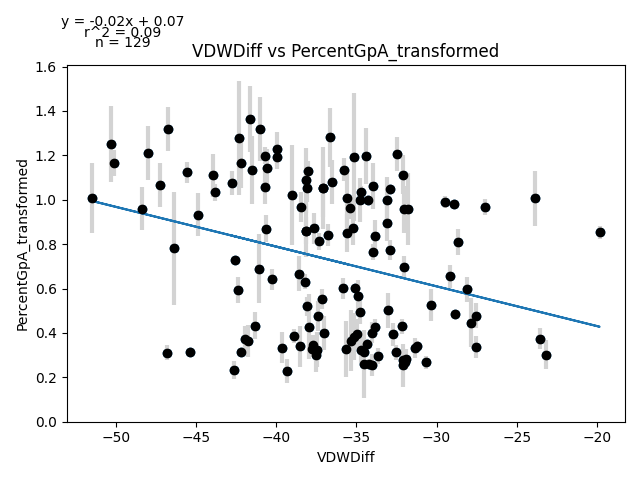 y = -0.02x + 0.07
r^2 = 0.09
n = 129
VDWDiff vs PercentGpA_transformed
PercentGpA_transformed
1.6
1.4
1.2
1.0
0.8
0.6
0.4
0.2
0.0
−50
−45
−40
−35
−30
−25
−20
VDWDiff